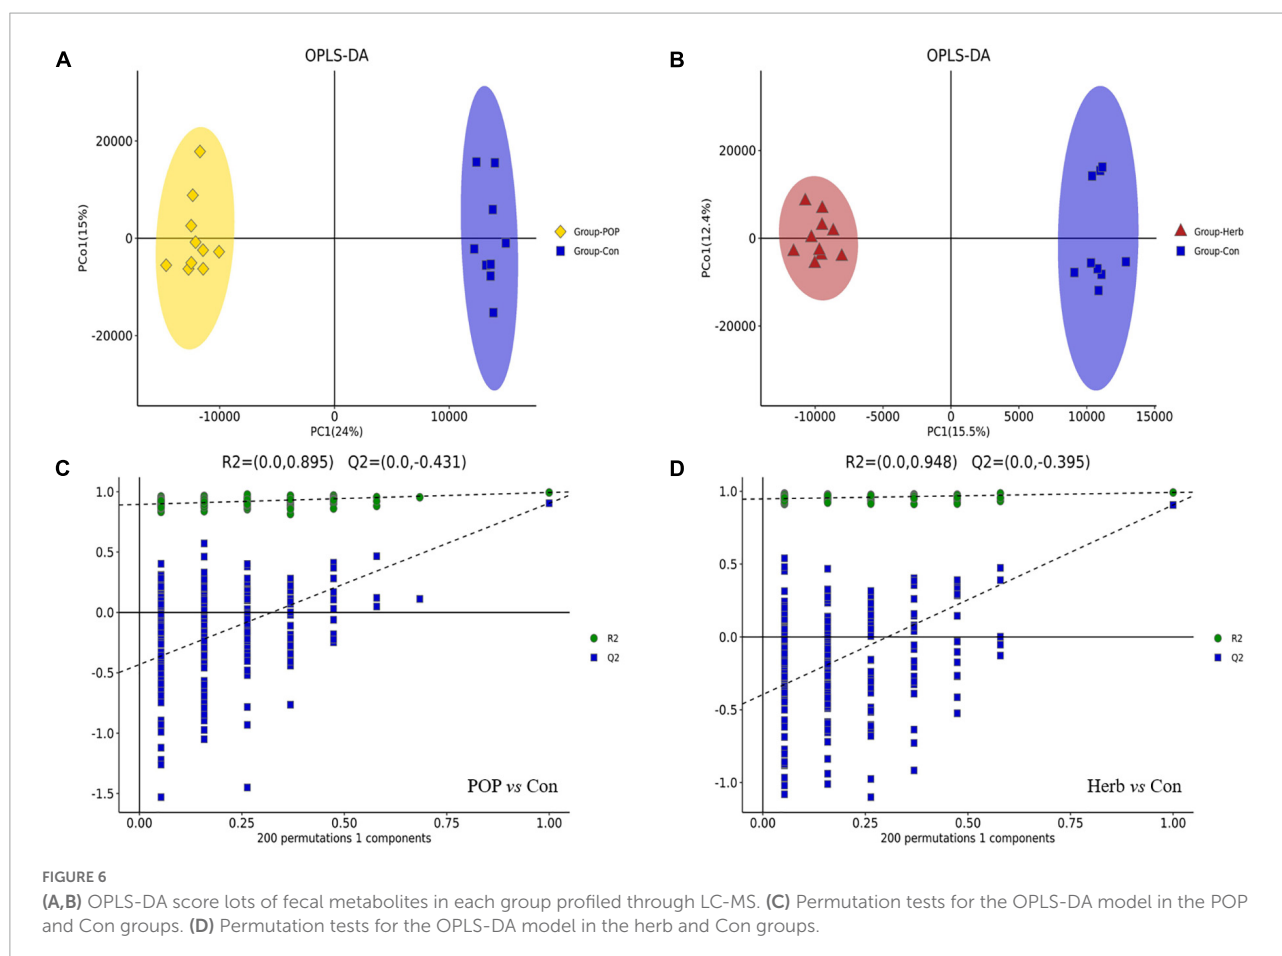 A
OPLS-DA
20000
0
-20000
PCo1(15%)
-10000
0
10000
PC1(24%)
Group-POP
Group-Con
B
OPLS-DA
20000
0
-20000
PCo1(12.4%)
-10000
-5000
0
5000
10000
15000
PC1(15.5%)
Group-Herb
Group-Con
C
R2=(0.0,0.895) Q2=(0.0,-0.431)
1.0
0.5
0.0
-0.5
-1.0
-1.5
0.00
0.25
0.50
0.75
1.00
200 permutations 1 components
POP vs Con
R2
Q2
D
R2=(0.0,0.948) Q2=(0.0,-0.395)
1.0
0.5
0.0
-0.5
-1.0
0.00
0.25
0.50
0.75
1.00
200 permutations 1 components
Herb vs Con
R2
Q2
FIGURE 6
(A,B) OPLS-DA score lots of fecal metabolites in each group profiled through LC-MS. (C) Permutation tests for the OPLS-DA model in the POP
and Con groups. (D) Permutation tests for the OPLS-DA model in the herb and Con groups.